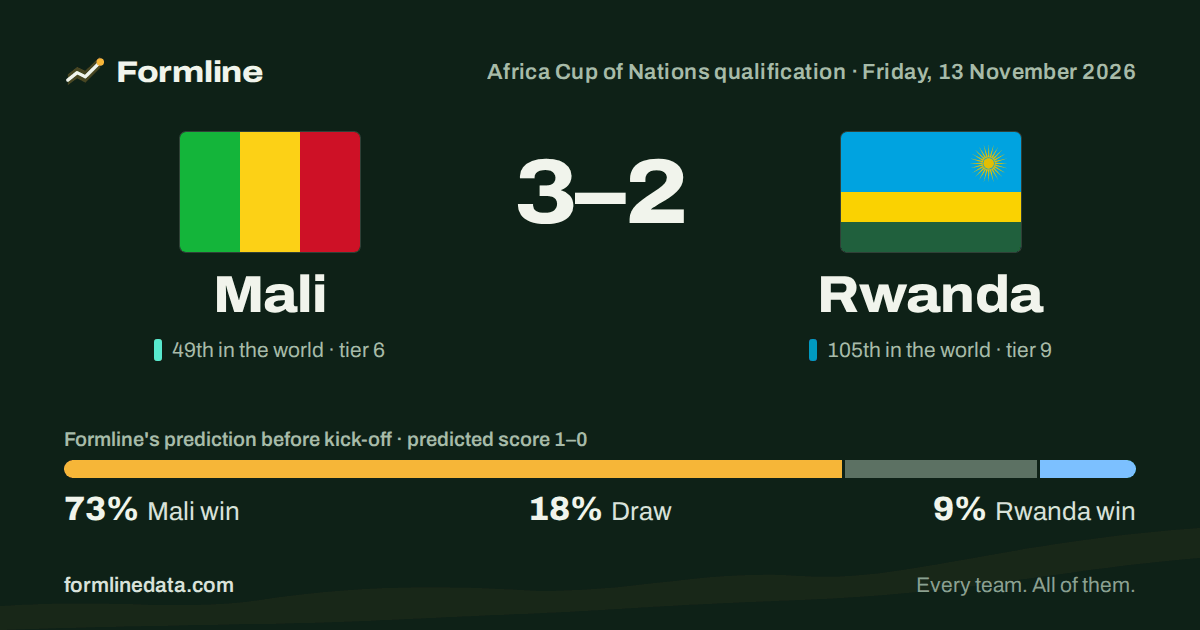 Formline
Africa Cup of Nations qualification · Friday, 13 November 2026
3–2
Mali
Rwanda
49th in the world · tier 6
105th in the world · tier 9
Formline's prediction before kick-off · predicted score 1–0
73% Mali win
18% Draw
9% Rwanda win
formlinedata.com
Every team. All of them.